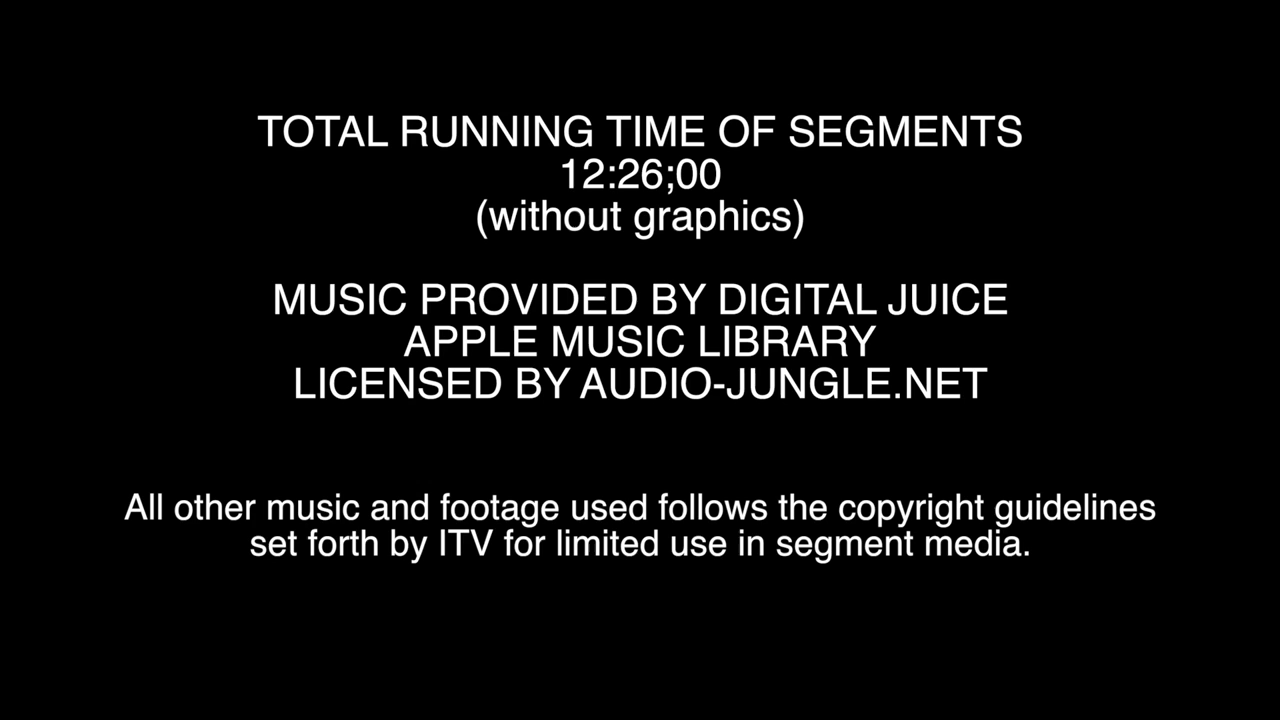 TOTAL RUNNING TIME OF SEGMENTS
12:26;00
(without graphics)
MUSIC PROVIDED BY DIGITAL JUICE
APPLE MUSIC LIBRARY
LICENSED BY AUDIO-JUNGLE.NET
All other music and footage used follows the copyright guidelines
set forth by ITV for limited use in segment media.